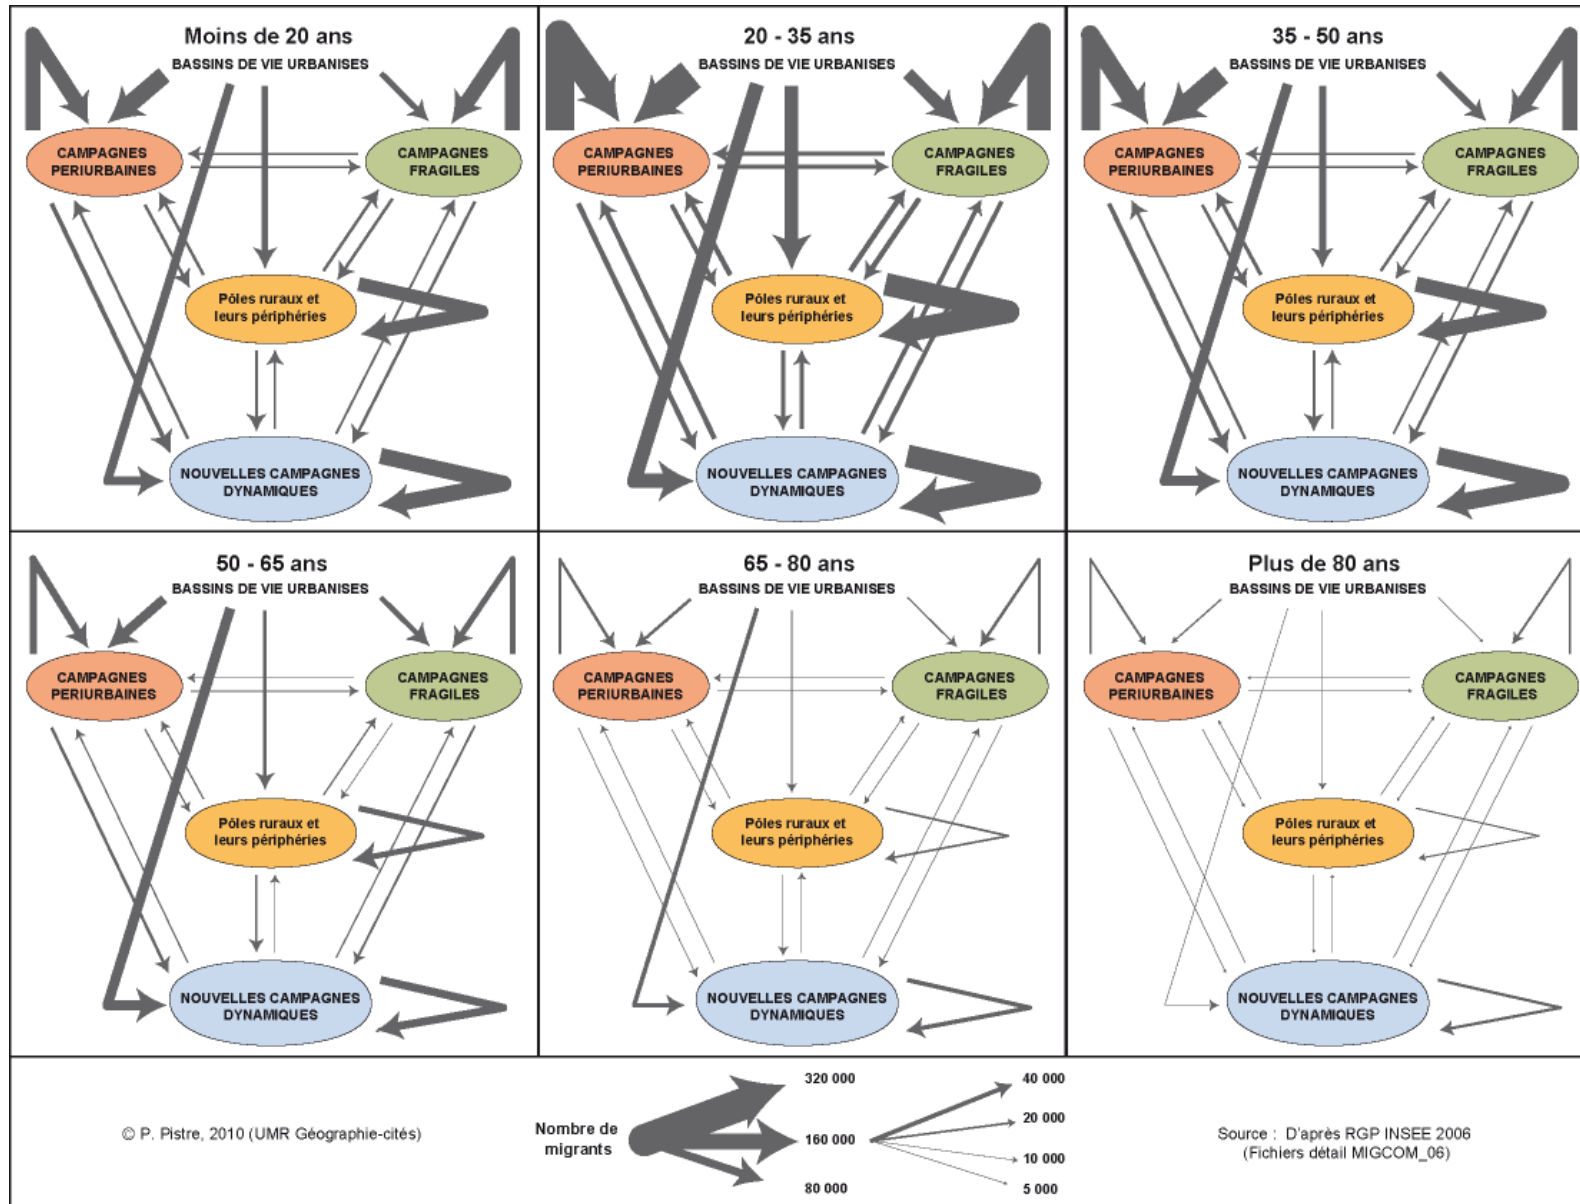 Moins de 20 ans
BASSINS DE VIE URBANISES
CAMPAGNES
PERIURBAINES
CAMPAGNES
FRAGILES
Pôles ruraux et
leurs périphéries
NOUVELLES CAMPAGNES
DYNAMIQUES
20 - 35 ans
BASSINS DE VIE URBANISES
CAMPAGNES
PERIURBAINES
CAMPAGNES
FRAGILES
Pôles ruraux et
leurs périphéries
NOUVELLES CAMPAGNES
DYNAMIQUES
35 - 50 ans
BASSINS DE VIE URBANISES
CAMPAGNES
PERIURBAINES
CAMPAGNES
FRAGILES
Pôles ruraux et
leurs périphéries
NOUVELLES CAMPAGNES
DYNAMIQUES
50 - 65 ans
BASSINS DE VIE URBANISES
CAMPAGNES
PERIURBAINES
CAMPAGNES
FRAGILES
Pôles ruraux et
leurs périphéries
NOUVELLES CAMPAGNES
DYNAMIQUES
65 - 80 ans
BASSINS DE VIE URBANISES
CAMPAGNES
PERIURBAINES
CAMPAGNES
FRAGILES
Pôles ruraux et
leurs périphéries
NOUVELLES CAMPAGNES
DYNAMIQUES
Plus de 80 ans
BASSINS DE VIE URBANISES
CAMPAGNES
PERIURBAINES
CAMPAGNES
FRAGILES
Pôles ruraux et
leurs périphéries
NOUVELLES CAMPAGNES
DYNAMIQUES
© P. Pistre, 2010 (UMR Géographie-cités)
Nombre de
migrants
320 000
160 000
80 000
40 000
20 000
10 000
5 000
Source : D'après RGP INSEE 2006
(Fichiers détail MIGCOM_06)